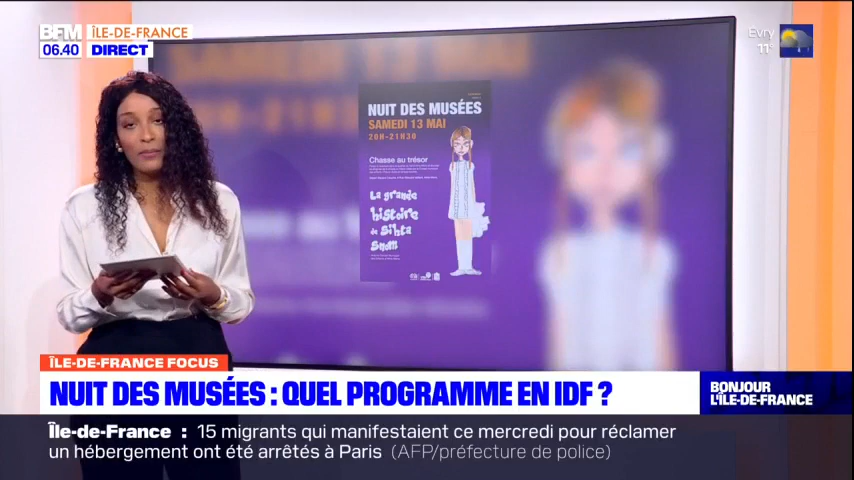 BFM ÎLE-DE-FRANCE
06.40 DIRECT
Evry
11°
NUIT DES MUSÉES
SAMEDI 13 MAI
20H-21H30
Chasse au trésor
La grande
histoire
de Sihta
Snam
ÎLE-DE-FRANCE FOCUS
NUIT DES MUSÉES : QUEL PROGRAMME EN IDF ?
BONJOUR
L'ÎLE-DE-FRANCE
Île-de-France : 15 migrants qui manifestaient ce mercredi pour réclamer
un hébergement ont été arrêtés à Paris (AFP/préfecture de police)